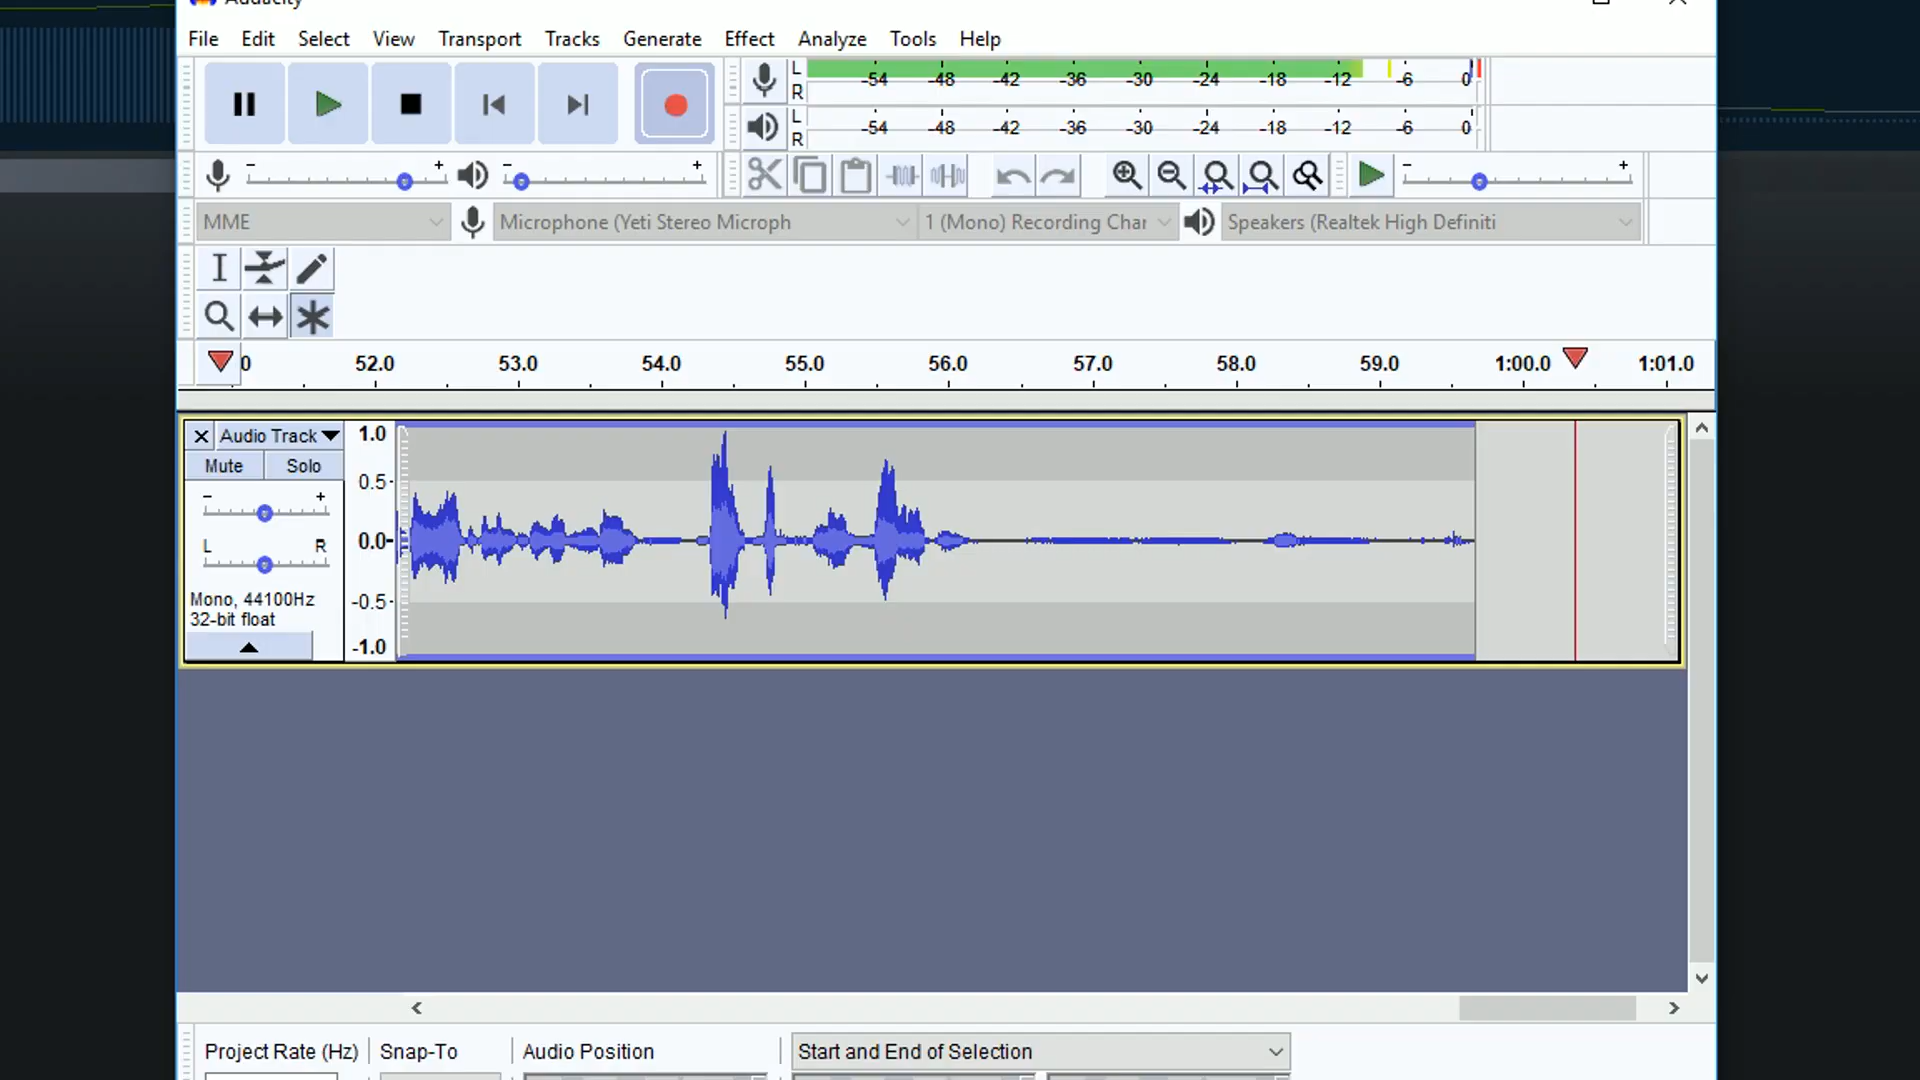 Audacity
File Edit Select View Transport Tracks Generate Effect Analyze Tools Help
L
R
-54 -48 -42 -36 -30 -24 -18 -12 -6 0
L
R
-54 -48 -42 -36 -30 -24 -18 -12 -6 0
- + - + - +
MME Microphone (Yeti Stereo Microph 1 (Mono) Recording Char Speakers (Realtek High Definiti
0 52.0 53.0 54.0 55.0 56.0 57.0 58.0 59.0 1:00.0 1:01.0
Audio Track 1.0
Mute Solo
0.5
- +
L R
0.0
Mono, 44100Hz
-0.5
32-bit float
-1.0
Project Rate (Hz) Snap-To Audio Position Start and End of Selection